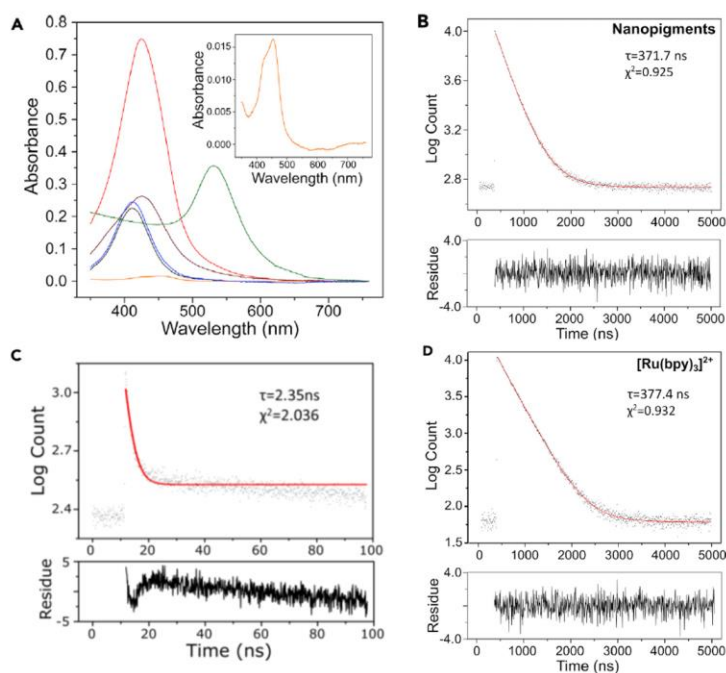 A
0.8
0.7
0.6
0.5
0.4
0.3
0.2
0.1
0.0
Absorbance
400 500 600 700
Wavelength (nm)
0.015
0.010
0.005
0.000
Absorbance
400 500 600 700
Wavelength (nm)
B
Nanopigments
τ=371.7 ns
χ²=0.925
4.0
3.6
3.2
2.8
Log Count
0 1000 2000 3000 4000 5000
4.0
-4.0
Residue
0 1000 2000 3000 4000 5000
Time (ns)
C
τ=2.35ns
χ²=2.036
3.0
2.7
2.4
Log Count
0 20 40 60 80 100
5
-5
Residue
0 20 40 60 80 100
Time (ns)
D
[Ru(bpy)₃]²⁺
τ=377.4 ns
χ²=0.932
4.0
3.5
3.0
2.5
2.0
1.5
Log Count
0 1000 2000 3000 4000 5000
4.0
-4.0
Residue
0 1000 2000 3000 4000 5000
Time (ns)